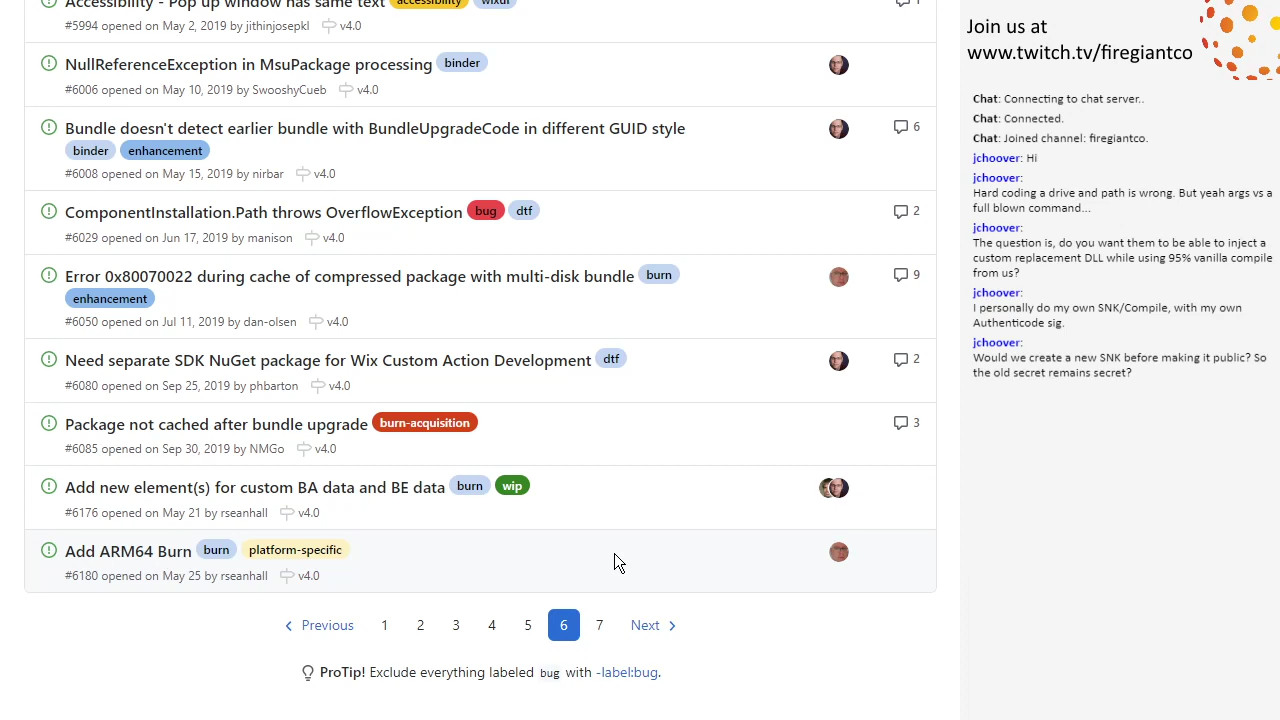 Accessibility - Pop up window has same text accessibility wixui 1
#5994 opened on May 2, 2019 by jithinjosepkl v4.0
NullReferenceException in MsuPackage processing binder
#6006 opened on May 10, 2019 by SwooshyCueb v4.0
Bundle doesn't detect earlier bundle with BundleUpgradeCode in different GUID style 6
binder enhancement
#6008 opened on May 15, 2019 by nirbar v4.0
ComponentInstallation.Path throws OverflowException bug dtf 2
#6029 opened on Jun 17, 2019 by manison v4.0
Error 0x80070022 during cache of compressed package with multi-disk bundle burn 9
enhancement
#6050 opened on Jul 11, 2019 by dan-olsen v4.0
Need separate SDK NuGet package for Wix Custom Action Development dtf 2
#6080 opened on Sep 25, 2019 by phbarton v4.0
Package not cached after bundle upgrade burn-acquisition 3
#6085 opened on Sep 30, 2019 by NMGo v4.0
Add new element(s) for custom BA data and BE data burn wip
#6176 opened on May 21 by rseanhall v4.0
Add ARM64 Burn burn platform-specific
#6180 opened on May 25 by rseanhall v4.0
Previous 1 2 3 4 5 6 7 Next
ProTip! Exclude everything labeled bug with -label:bug.
Join us at
www.twitch.tv/firegiantco
Chat: Connecting to chat server..
Chat: Connected.
Chat: Joined channel: firegiantco.
jchoover: Hi
jchoover:
Hard coding a drive and path is wrong. But yeah args vs a
full blown command...
jchoover:
The question is, do you want them to be able to inject a
custom replacement DLL while using 95% vanilla compile
from us?
jchoover:
I personally do my own SNK/Compile, with my own
Authenticode sig.
jchoover:
Would we create a new SNK before making it public? So
the old secret remains secret?